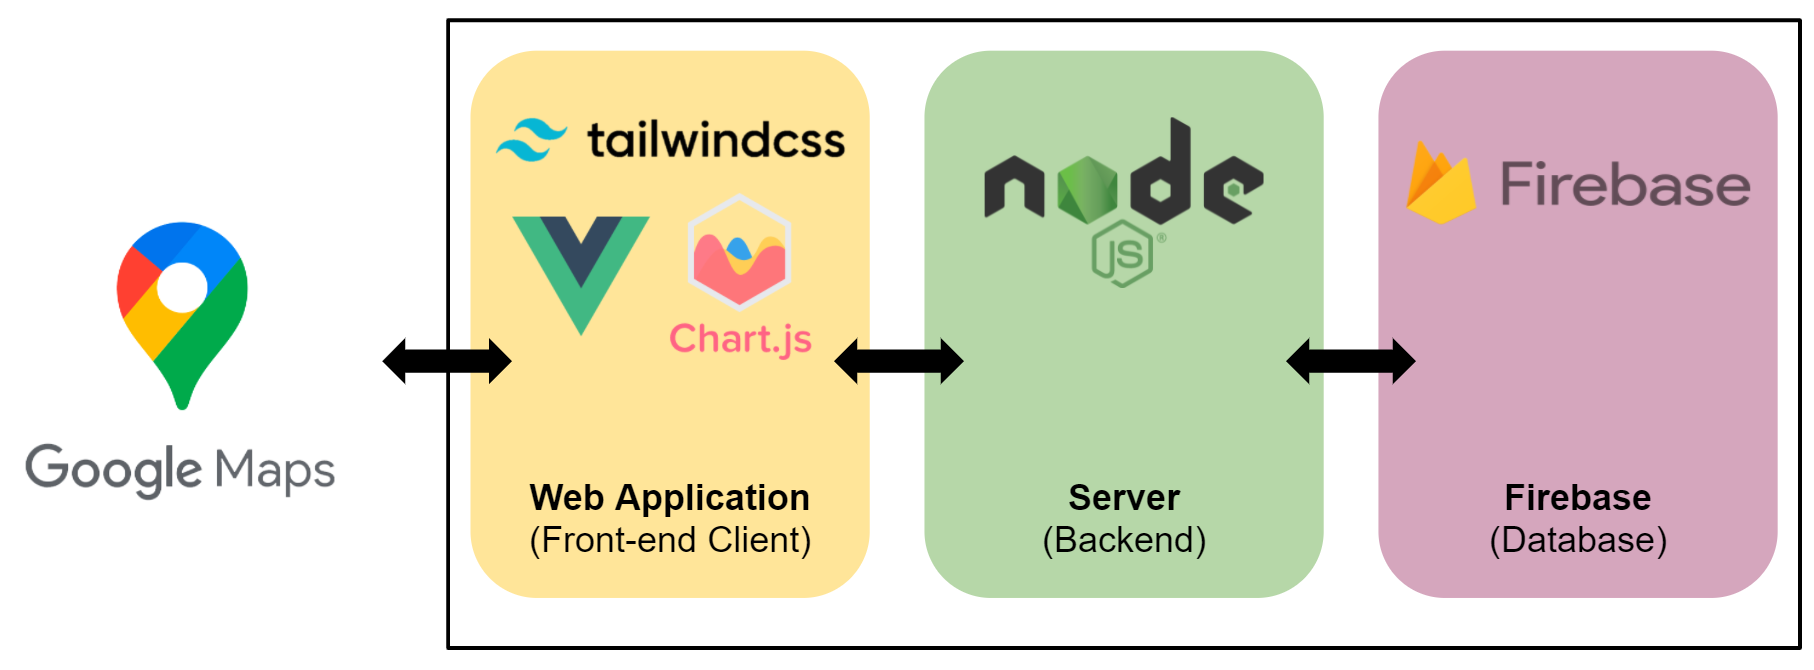 Google Maps
tailwindcss
Chart.js
Web Application
(Front-end Client)
node
JS®
Server
(Backend)
Firebase
Firebase
(Database)